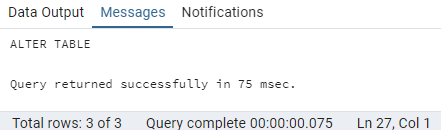 Data Output Messages Notifications
ALTER TABLE
Query returned successfully in 75 msec.
Total rows: 3 of 3 Query complete 00:00:00.075 Ln 27, Col 1